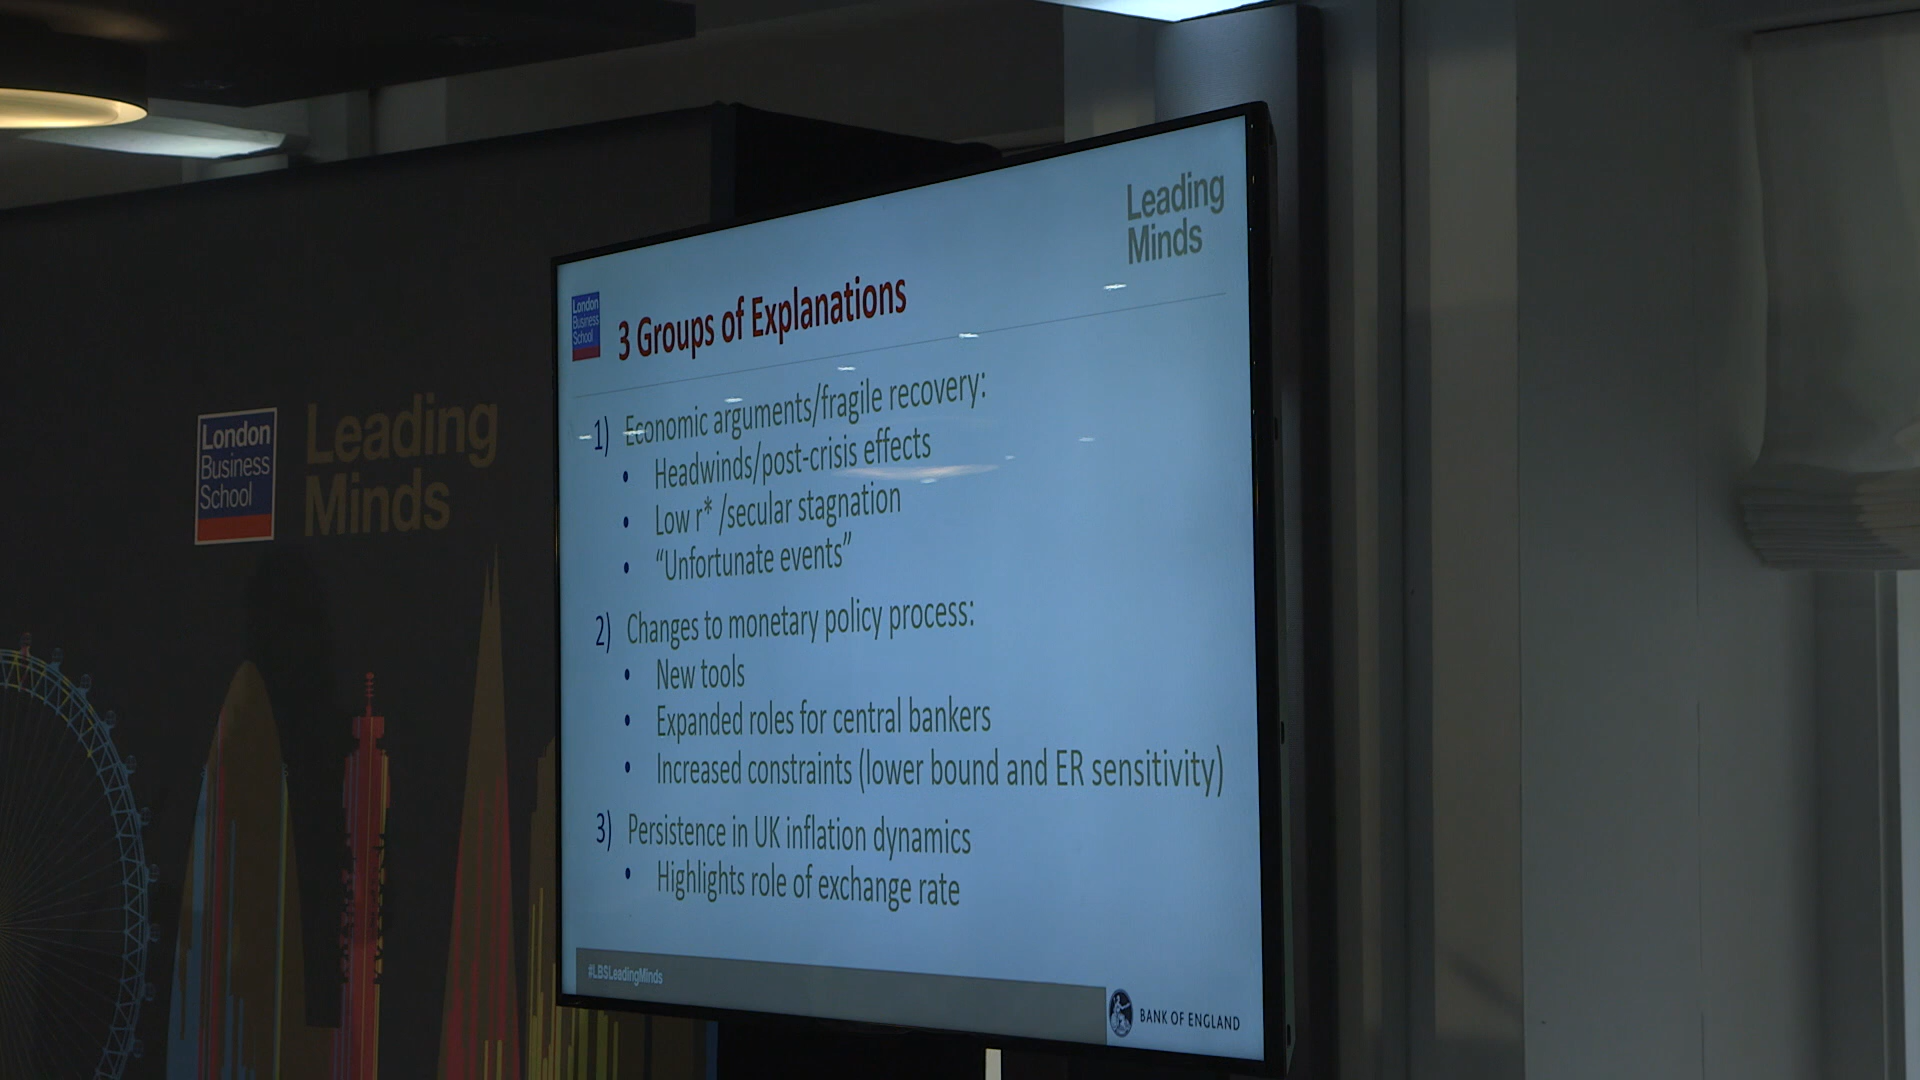 London
Business
School
Leading
Minds
Leading
Minds
London
Business
School
3 Groups of Explanations
1) Economic arguments/fragile recovery:
• Headwinds/post-crisis effects
• Low r* /secular stagnation
• “Unfortunate events”
2) Changes to monetary policy process:
• New tools
• Expanded roles for central bankers
• Increased constraints (lower bound and ER sensitivity)
3) Persistence in UK inflation dynamics
• Highlights role of exchange rate
#LBSLeadingMinds
BANK OF ENGLAND